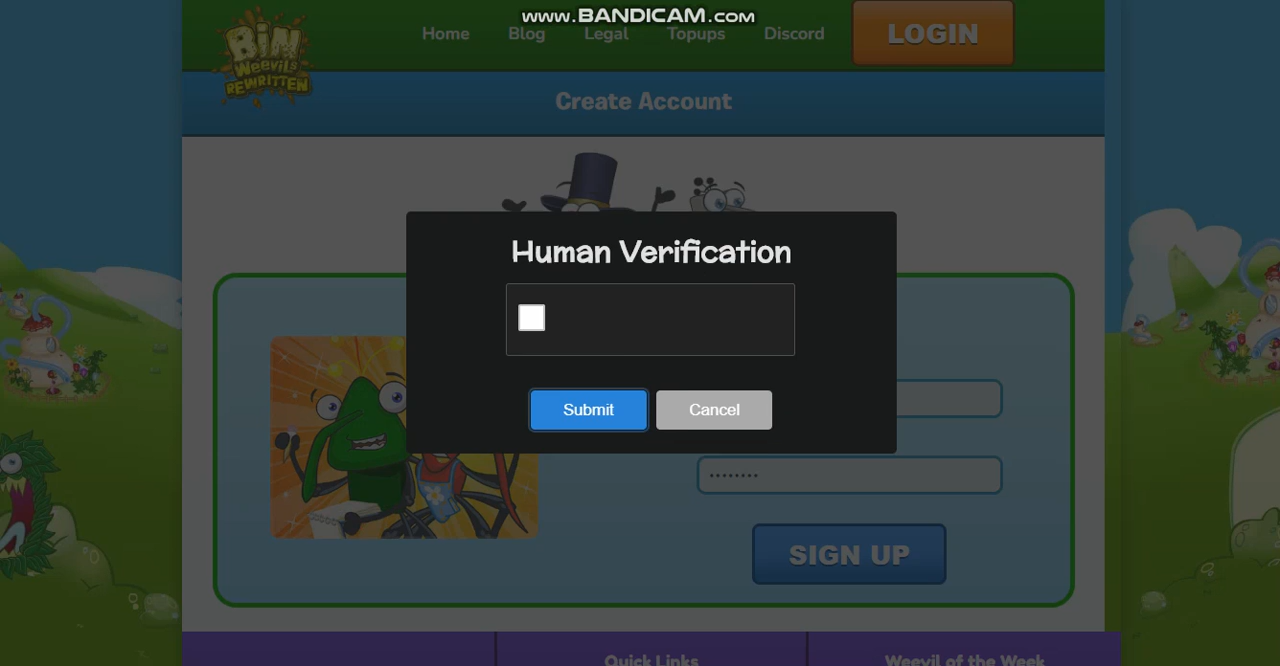 www.BANDICAM.com
Home Blog Legal Topups Discord LOGIN
BiN
Weevils
REWRITTEN
Create Account
Human Verification
Submit Cancel
••••••••
SIGN UP
Quick Links Weevil of the Week